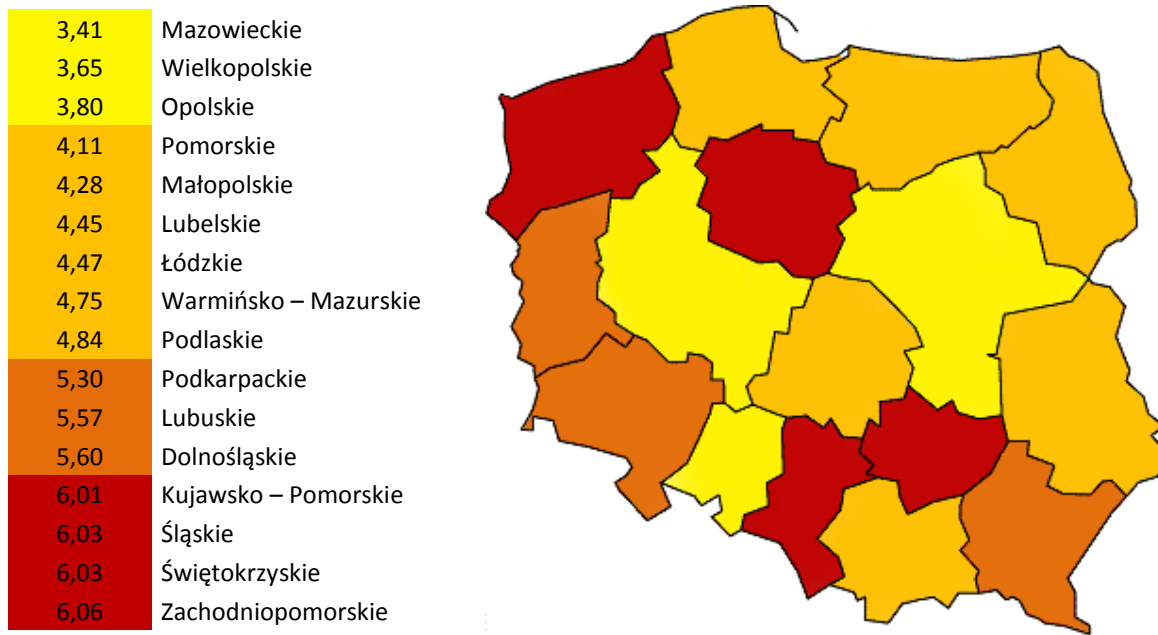 3,41 Mazowieckie
3,65 Wielkopolskie
3,80 Opolskie
4,11 Pomorskie
4,28 Małopolskie
4,45 Lubelskie
4,47 Łódzkie
4,75 Warmińsko – Mazurskie
4,84 Podlaskie
5,30 Podkarpackie
5,57 Lubuskie
5,60 Dolnośląskie
6,01 Kujawsko – Pomorskie
6,03 Śląskie
6,03 Świętokrzyskie
6,06 Zachodniopomorskie